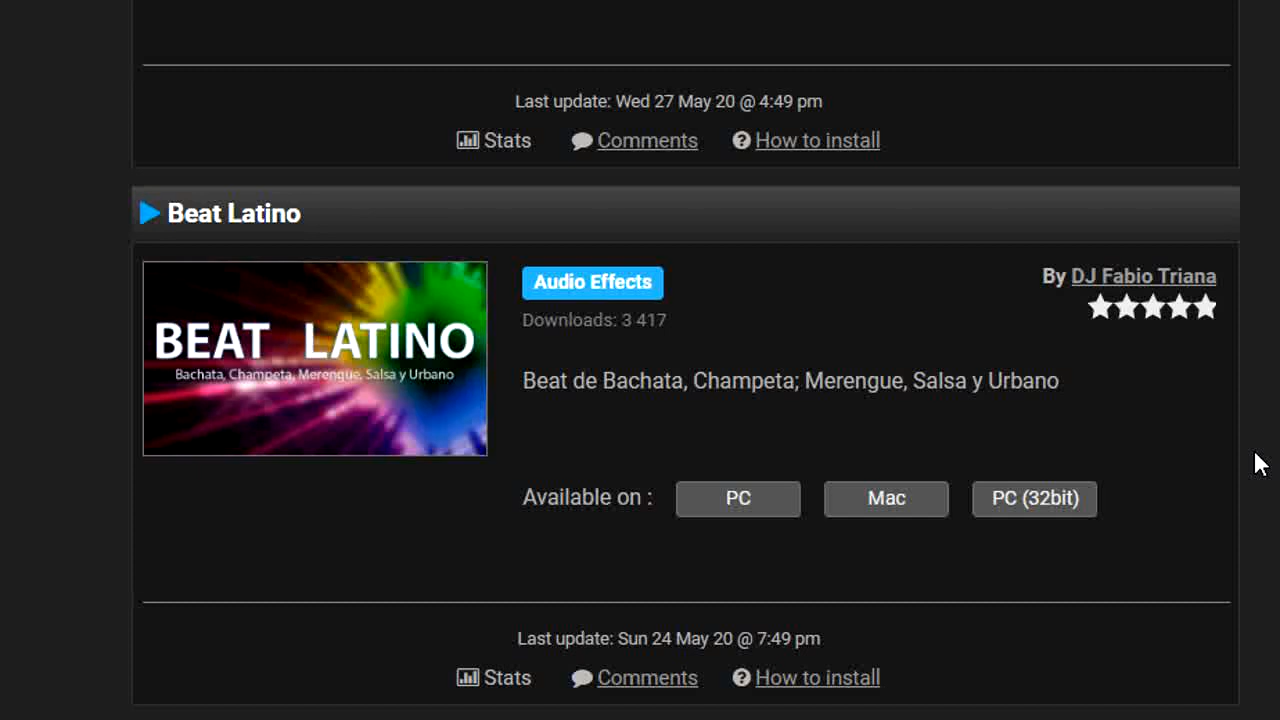 Last update: Wed 27 May 20 @ 4:49 pm
Stats Comments How to install
Beat Latino
BEAT LATINO
Bachata, Champeta, Merengue, Salsa y Urbano
Audio Effects
By DJ Fabio Triana
Downloads: 3 417
Beat de Bachata, Champeta; Merengue, Salsa y Urbano
Available on : PC Mac PC (32bit)
Last update: Sun 24 May 20 @ 7:49 pm
Stats Comments How to install